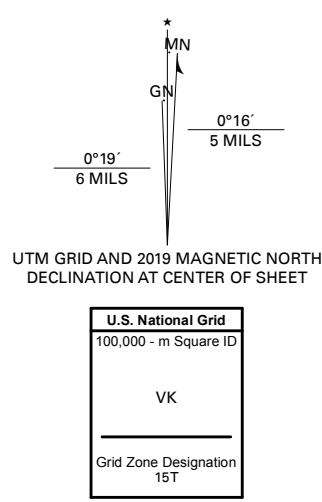 ★
MN
GN
0°16´
5 MILS
0°19´
6 MILS
UTM GRID AND 2019 MAGNETIC NORTH
DECLINATION AT CENTER OF SHEET
U.S. National Grid
100,000 - m Square ID
VK
Grid Zone Designation
15T